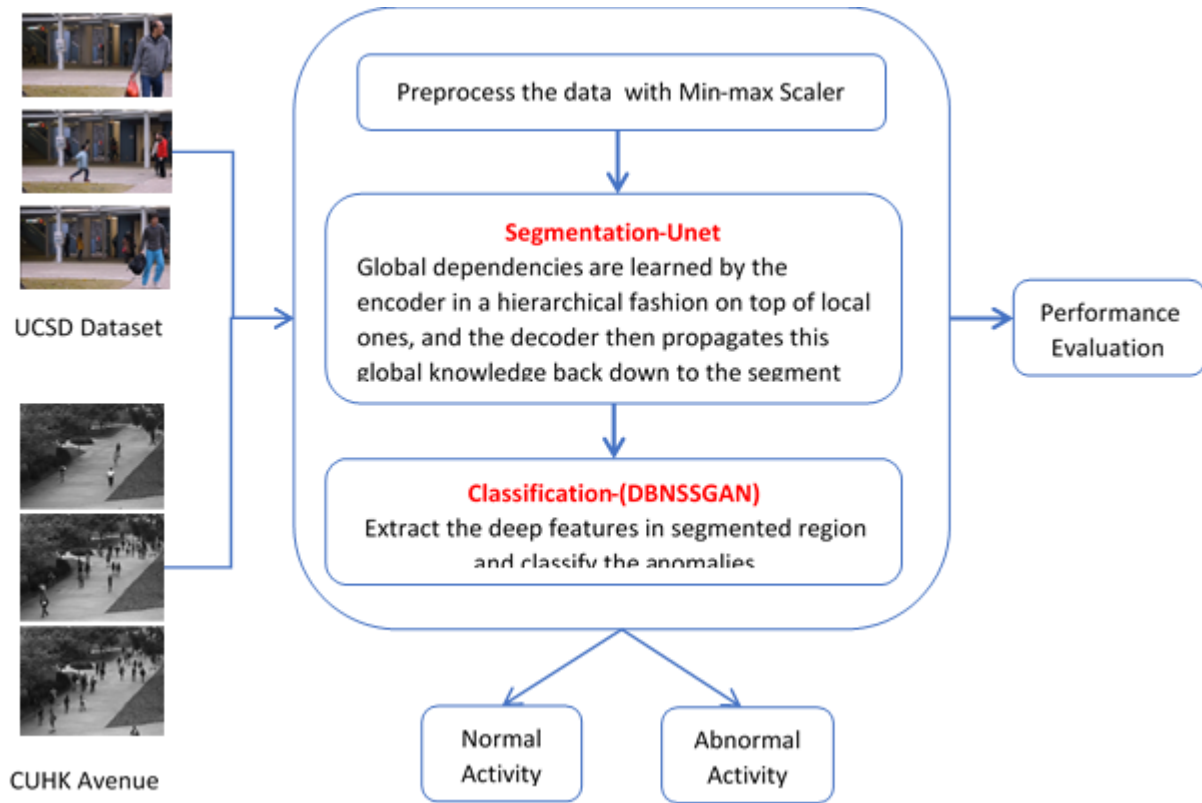 Preprocess the data with Min-max Scaler
Segmentation-Unet
Global dependencies are learned by the
encoder in a hierarchical fashion on top of local
ones, and the decoder then propagates this
global knowledge back down to the segment
Classification-(DBNSSGAN)
Extract the deep features in segmented region
and classify the anomalies
UCSD Dataset
CUHK Avenue
Performance
Evaluation
Normal
Activity
Abnormal
Activity